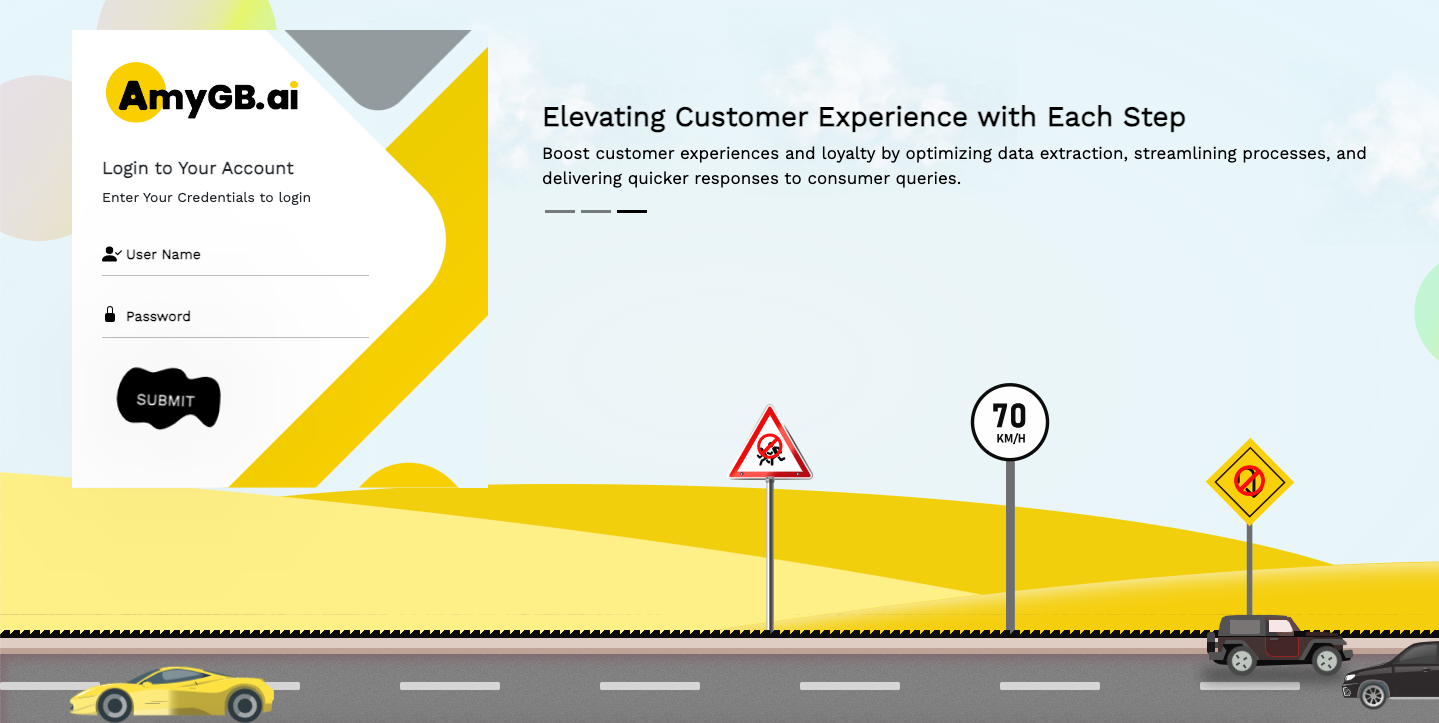 AmyGB.ai
Login to Your Account
Enter Your Credentials to login
User Name
Password
SUBMIT
Elevating Customer Experience with Each Step
Boost customer experiences and loyalty by optimizing data extraction, streamlining processes, and
delivering quicker responses to consumer queries.
70
KM/H